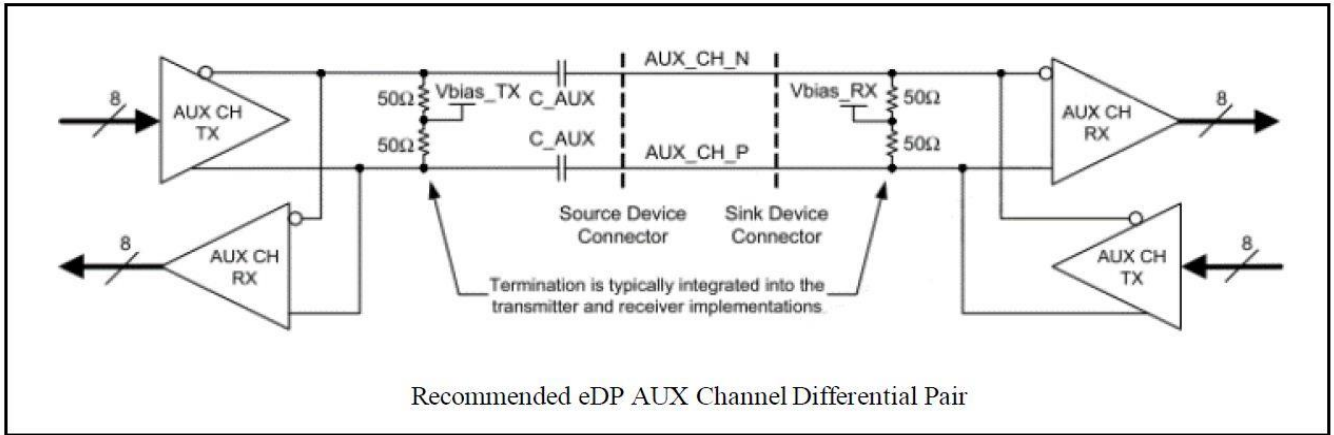 AUX_CH_N
8
AUX CH
TX
50Ω
Vbias_TX
C_AUX
50Ω
C_AUX
Vbias_RX
50Ω
50Ω
AUX CH
RX
8
AUX_CH_P
8
AUX CH
RX
Source Device
Connector
Sink Device
Connector
AUX CH
TX
8
Termination is typically integrated into the
transmitter and receiver implementations.
Recommended eDP AUX Channel Differential Pair